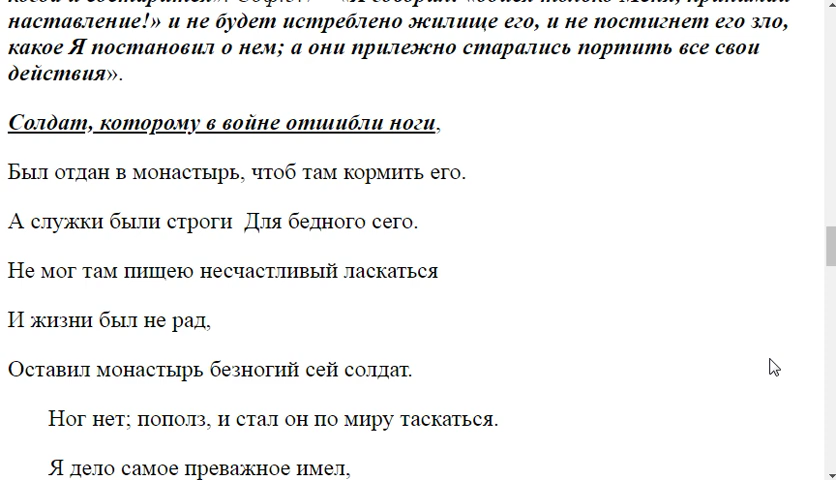 наставление!» и не будет истреблено жилище его, и не постигнет его зло,
какое Я постановил о нем; а они прилежно старались портить все свои
действия».
Солдат, которому в войне отшибли ноги,
Был отдан в монастырь, чтоб там кормить его.
А служки были строги  Для бедного сего.
Не мог там пищею несчастливый ласкаться
И жизни был не рад,
Оставил монастырь безногий сей солдат.
Ног нет; пополз, и стал он по миру таскаться.
Я дело самое преважное имел,